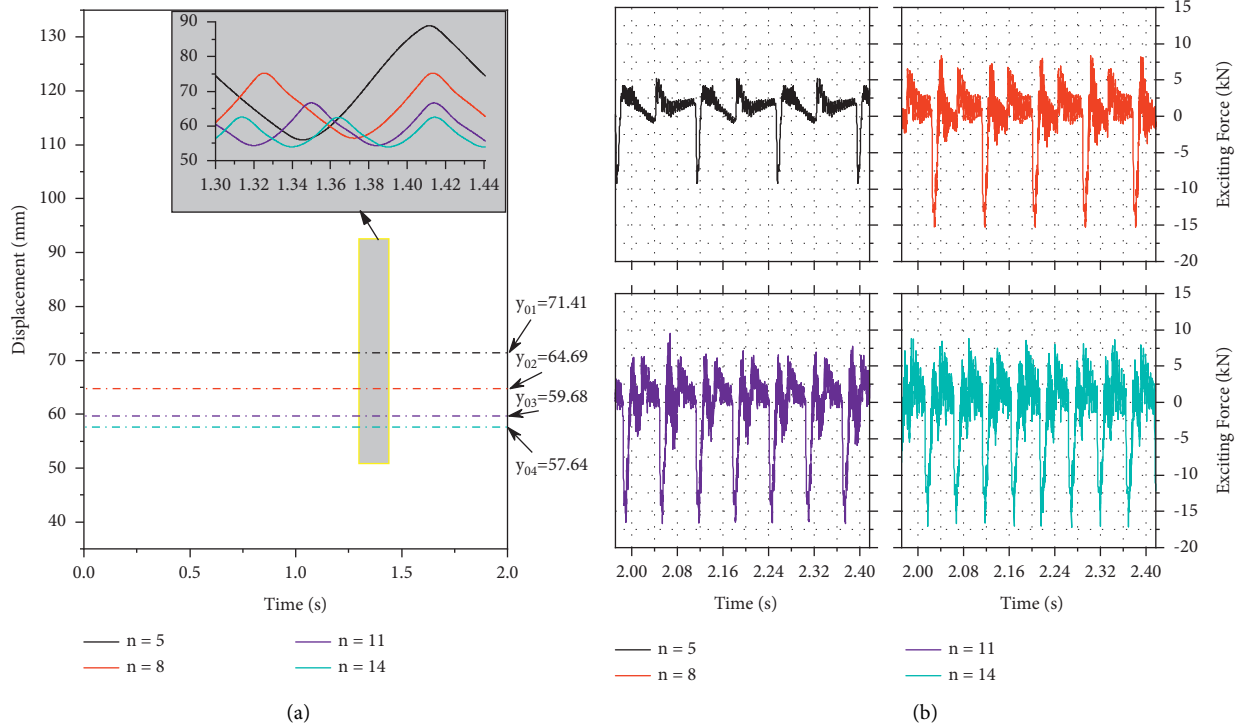 130
120
110
100
90
80
70
60
50
40
Displacement (mm)
90
80
70
60
50
1.30 1.32 1.34 1.36 1.38 1.40 1.42 1.44
y01=71.41
y02=64.69
y03=59.68
y04=57.64
0.0 0.5 1.0 1.5 2.0
Time (s)
n = 5 n = 11
n = 8 n = 14
(a)
15
10
5
0
-5
-10
-15
-20
Exciting Force (kN)
15
10
5
0
-5
-10
-15
-20
Exciting Force (kN)
2.00 2.08 2.16 2.24 2.32 2.40 2.00 2.08 2.16 2.24 2.32 2.40
Time (s) Time (s)
n = 5 n = 11
n = 8 n = 14
(b)